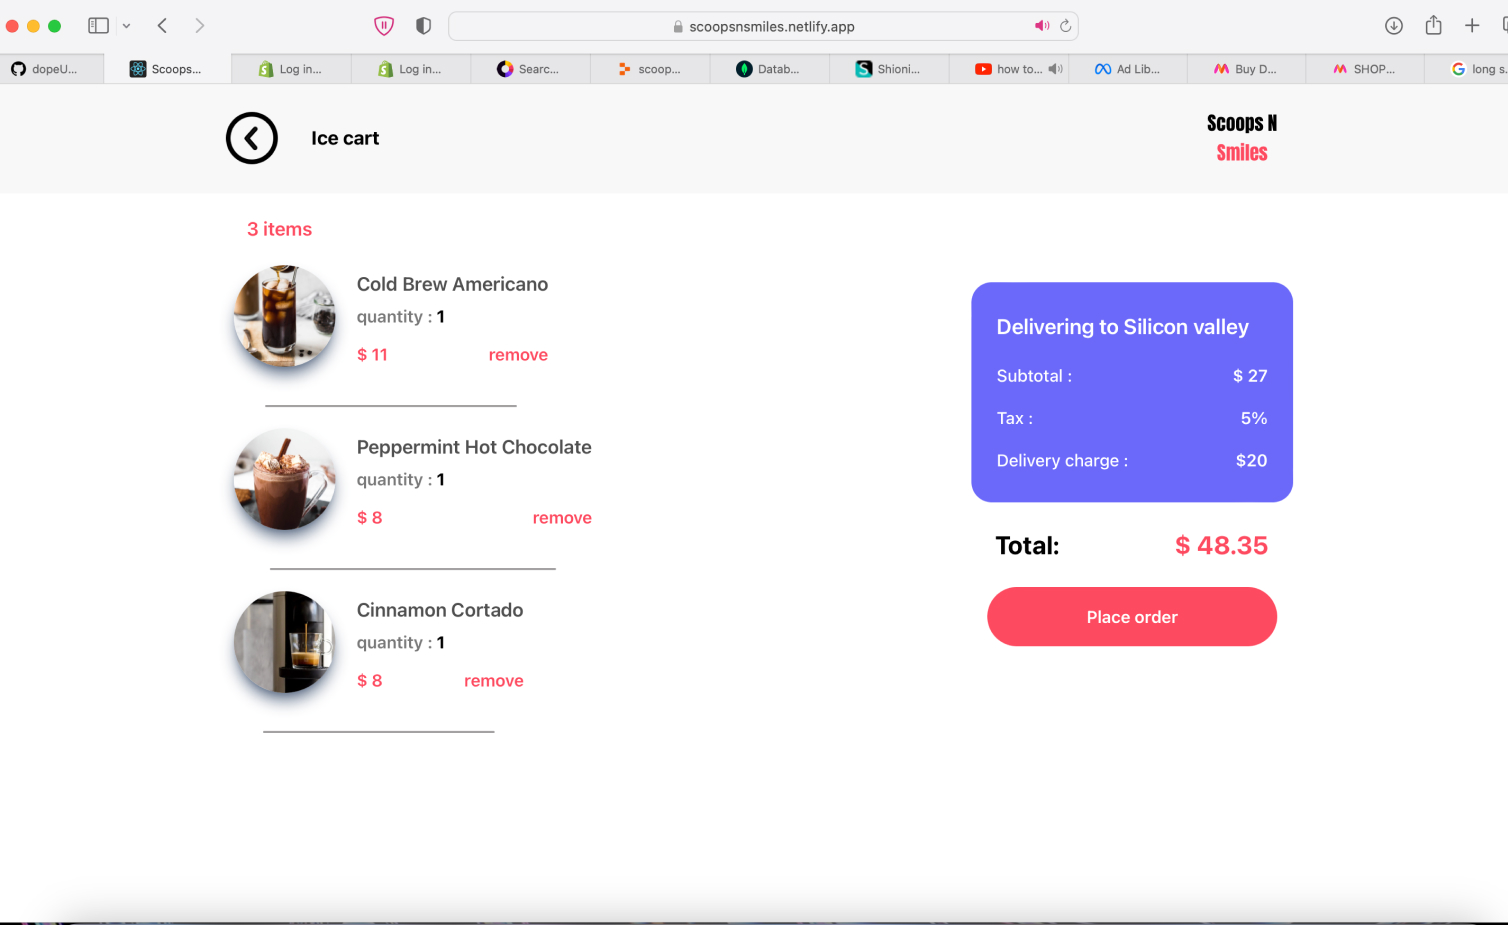 scoopsnsmiles.netlify.app
dopeU...
Scoops...
Log in...
Log in...
Searc...
scoop...
Datab...
Shioni...
how to...
Ad Lib...
Buy D...
SHOP...
long s.
Ice cart
Scoops N
Smiles
3 items
Cold Brew Americano
quantity : 1
$ 11 remove
Peppermint Hot Chocolate
quantity : 1
$ 8 remove
Cinnamon Cortado
quantity : 1
$ 8 remove
Delivering to Silicon valley
Subtotal : $ 27
Tax : 5%
Delivery charge : $20
Total: $ 48.35
Place order